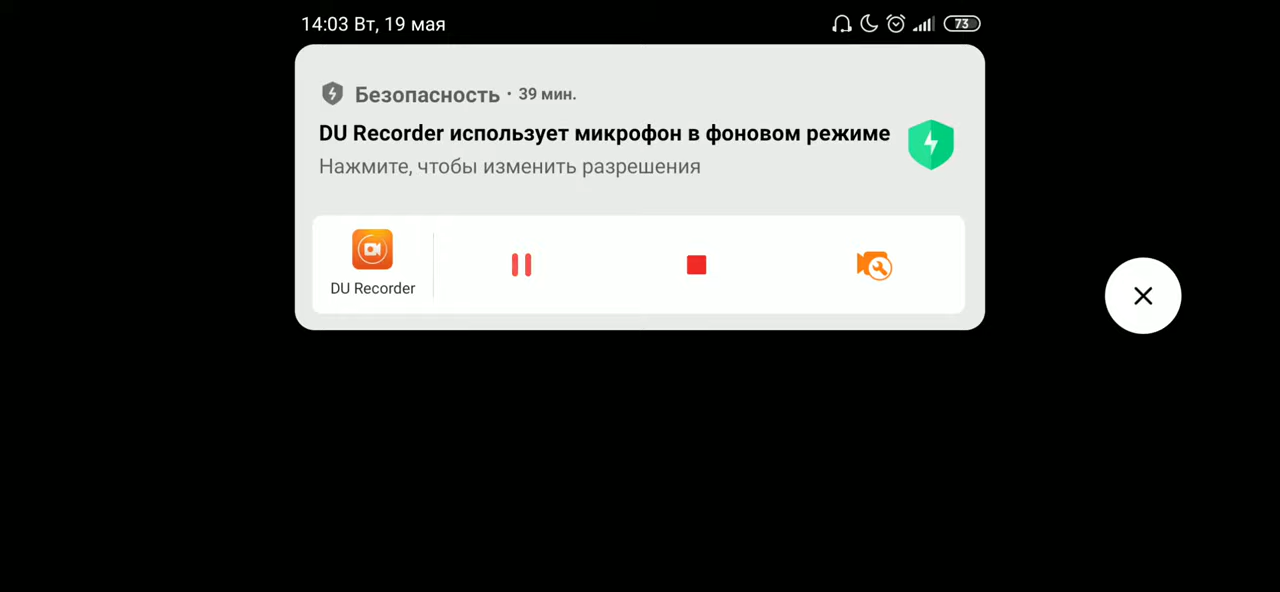 14:03 Вт, 19 мая
73
Безопасность · 39 мин.
DU Recorder использует микрофон в фоновом режиме
Нажмите, чтобы изменить разрешения
DU Recorder